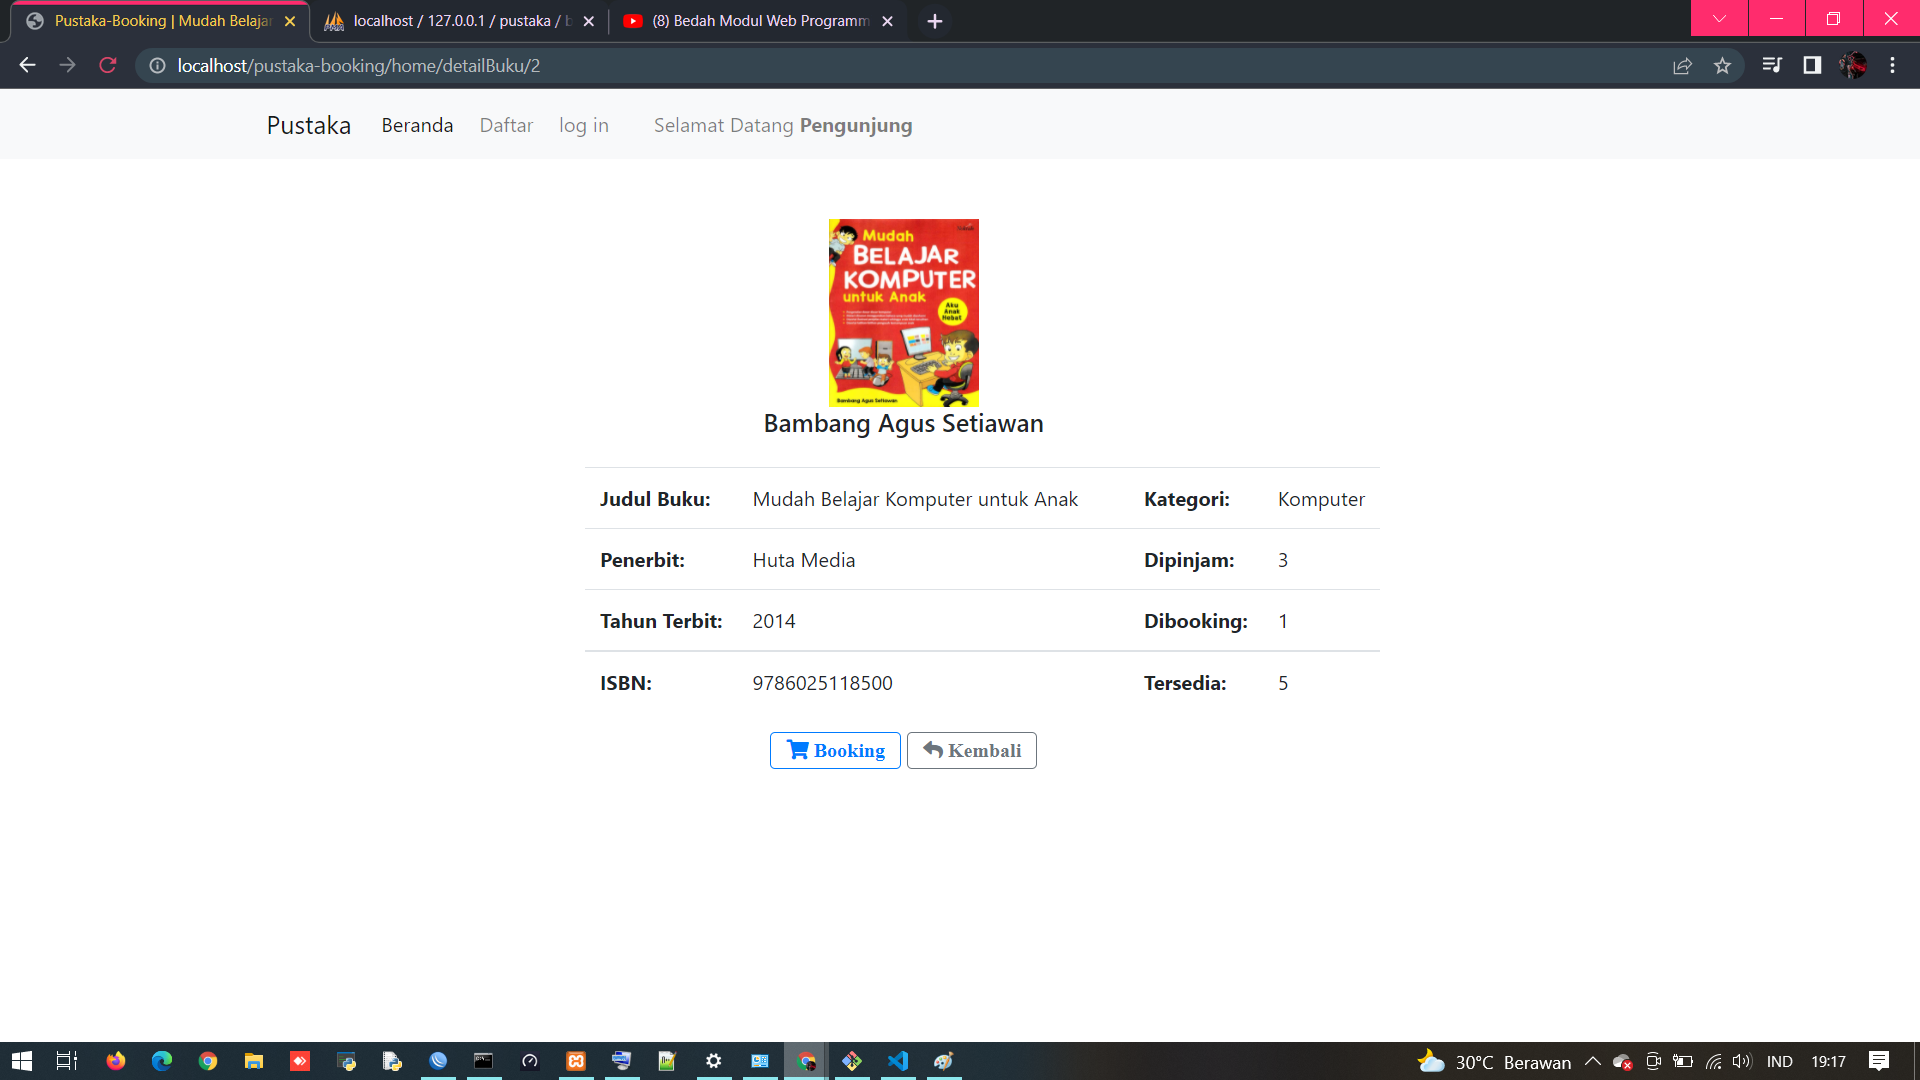 Pustaka-Booking | Mudah Belajar
localhost / 127.0.0.1 / pustaka / b
(8) Bedah Modul Web Programm
localhost/pustaka-booking/home/detailBuku/2
Pustaka Beranda Daftar log in Selamat Datang Pengunjung
Mudah
BELAJAR
KOMPUTER
untuk Anak
Aku
Anak
Hebat
Bambang Agus Setiawan
Bambang Agus Setiawan
Judul Buku: Mudah Belajar Komputer untuk Anak Kategori: Komputer
Penerbit: Huta Media Dipinjam: 3
Tahun Terbit: 2014 Dibooking: 1
ISBN: 9786025118500 Tersedia: 5
Booking Kembali
30°C Berawan IND 19:17